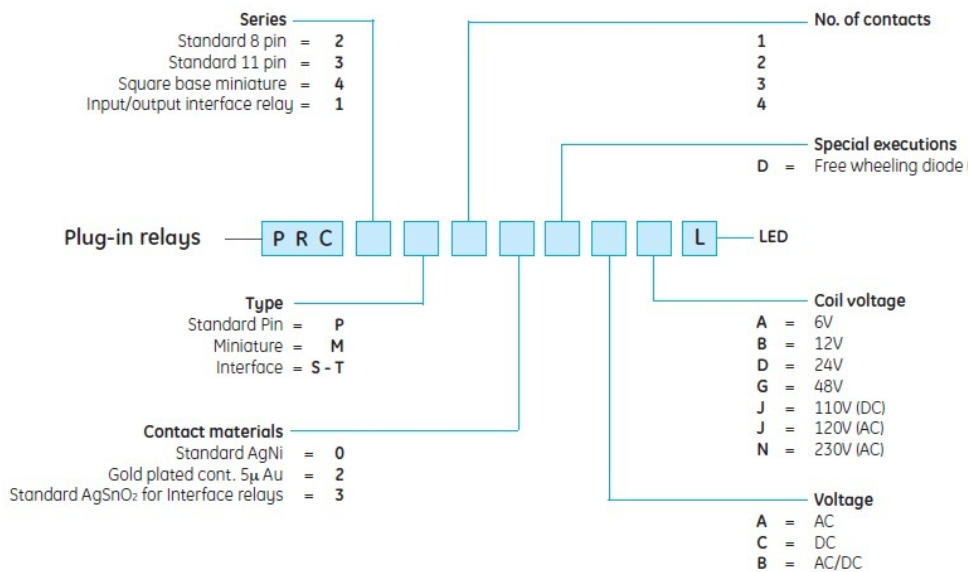 Series
Standard 8 pin = 2
Standard 11 pin = 3
Square base miniature = 4
Input/output interface relay = 1
No. of contacts
1
2
3
4
Special executions
D = Free wheeling diode (
Plug-in relays
P R C
L
LED
Type
Standard Pin = P
Miniature = M
Interface = S - T
Contact materials
Standard AgNi = 0
Gold plated cont. 5µ Au = 2
Standard AgSnO₂ for Interface relays = 3
Coil voltage
A = 6V
B = 12V
D = 24V
G = 48V
J = 110V (DC)
J = 120V (AC)
N = 230V (AC)
Voltage
A = AC
C = DC
B = AC/DC